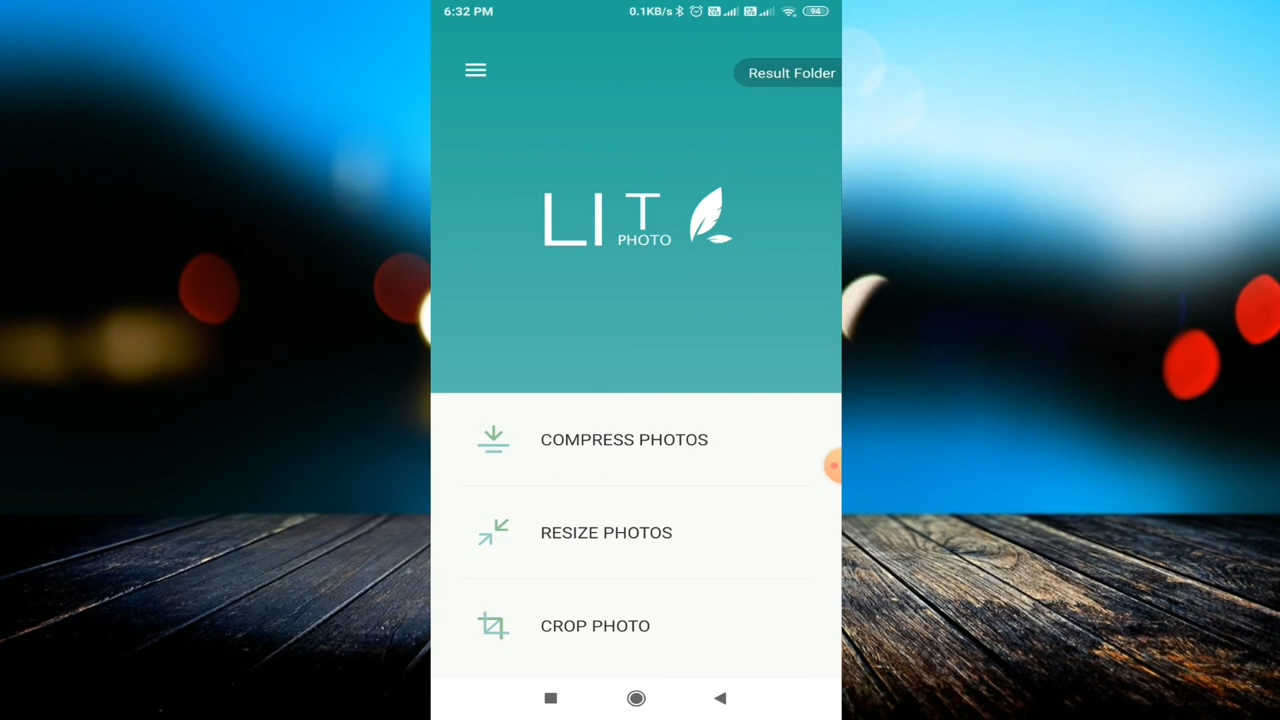 6:32 PM
0.1KB/s
94
Result Folder
LIT
PHOTO
COMPRESS PHOTOS
RESIZE PHOTOS
CROP PHOTO